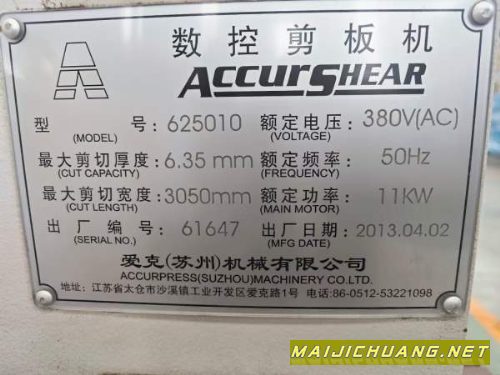 数控剪板机
ACCURSHEAR
型 号: 625010 额定电压: 380V(AC)
(MODEL) (VOLTAGE)
最大剪切厚度: 6.35 mm 额定频率: 50Hz
(CUT CAPACITY) (FREQUENCY)
最大剪切宽度: 3050mm 额定功率: 11KW
(CUT LENGTH) (MAIN MOTOR)
出 厂 编 号: 61647 出厂日期: 2013.04.02
(SERIAL NO.) (MFG DATE)
爱克(苏州)机械有限公司
ACCURPRESS(SUZHOU)MACHINERY CO.LTD.
地址:江苏省太仓市沙溪镇工业开发区爱克路1号 电话:86-0512-53221098
MAIJICHUANG.NET